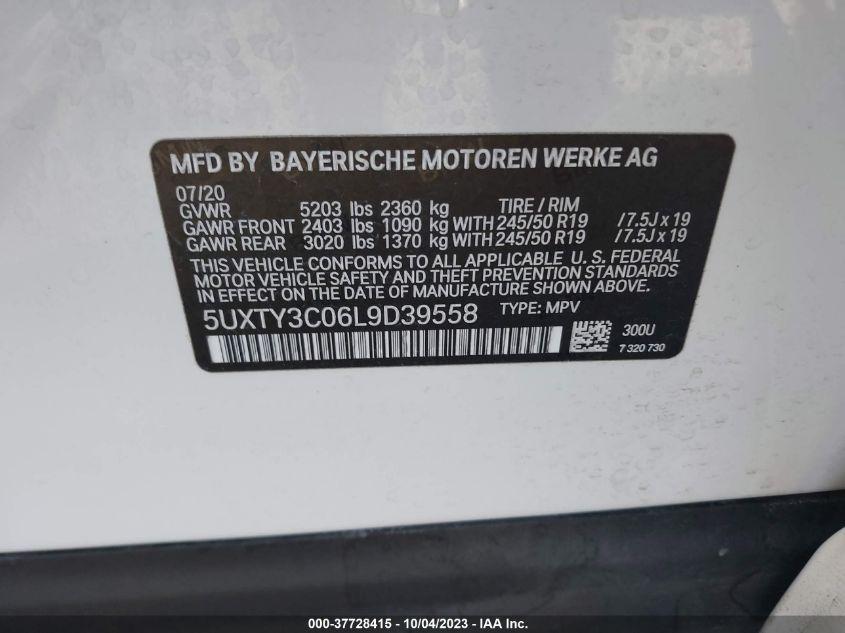 MFD BY BAYERISCHE MOTOREN WERKE AG
07/20
GVWR 5203 lbs 2360 kg TIRE / RIM
GAWR FRONT 2403 lbs 1090 kg WITH 245/50 R19 / 7.5J x 19
GAWR REAR 3020 lbs 1370 kg WITH 245/50 R19 / 7.5J x 19
THIS VEHICLE CONFORMS TO ALL APPLICABLE U. S. FEDERAL
MOTOR VEHICLE SAFETY AND THEFT PREVENTION STANDARDS
IN EFFECT ON THE DATE OF MANUFACTURE SHOWN ABOVE.
5UXTY3C06L9D39558 TYPE: MPV
300U
7 320 730
000-37728415 - 10/04/2023 - IAA Inc.